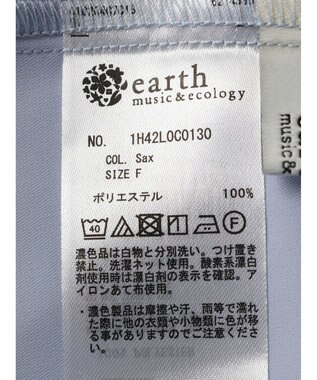 earth
music & ecology
NO. 1H42L0C0130
COL. Sax
SIZE F
ポリエステル 100%
40 F
濃色品は白物と分別洗い。つけ置き
禁止。洗濯ネット使用。酸素系漂白
剤使用時は漂白剤の表示を確認。ア
イロンあて布使用。
・濃色製品は摩擦や汗、雨等で濡れ
た際に他の衣類や小物類に色が移
る事がありますのでご注意くださ
い。
music &